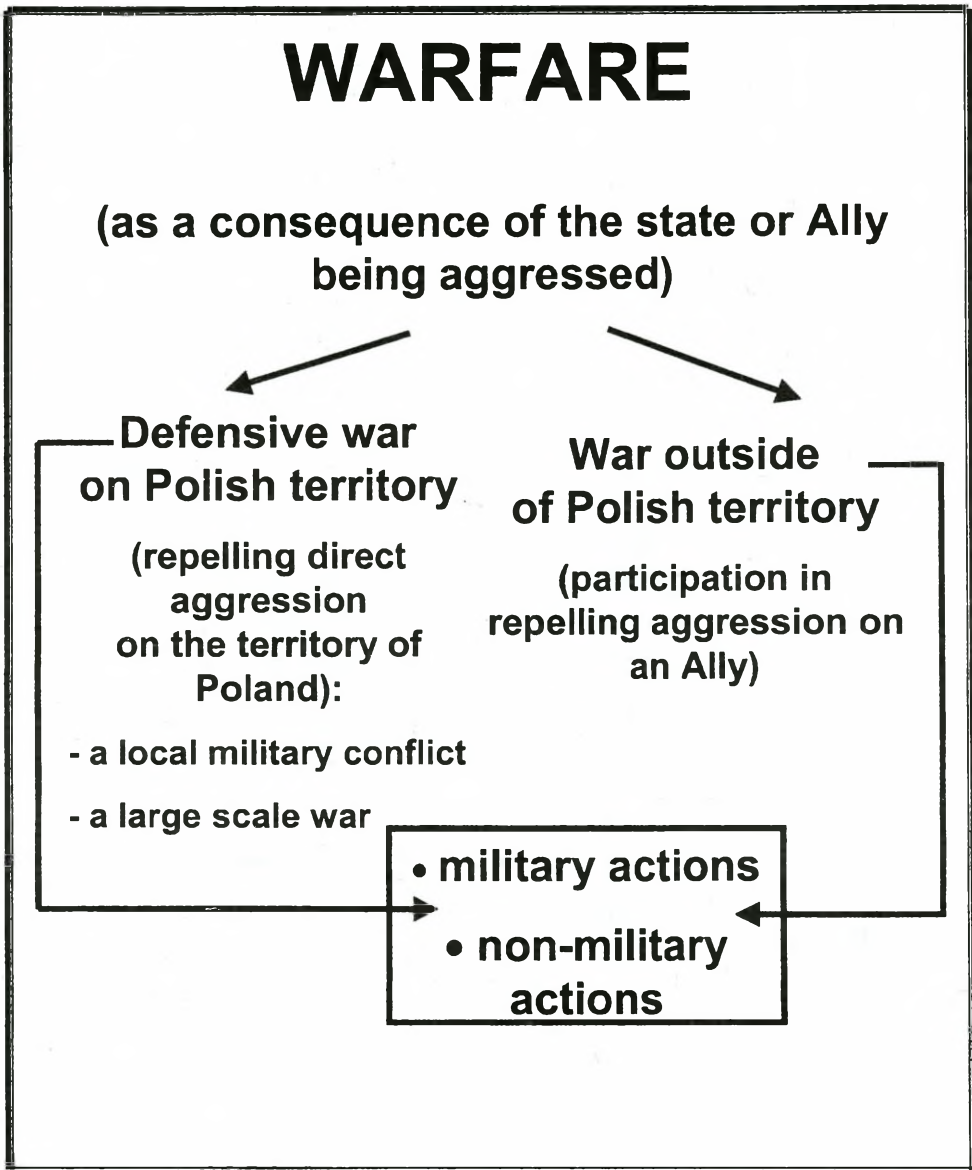 WARFARE
(as a consequence of the state or Ally
being aggressed)
Defensive war
on Polish territory
(repelling direct
aggression
on the territory of
Poland):
- a local military conflict
- a large scale war
War outside
of Polish territory
(participation in
repelling aggression on
an Ally)
• military actions
• non-military
actions